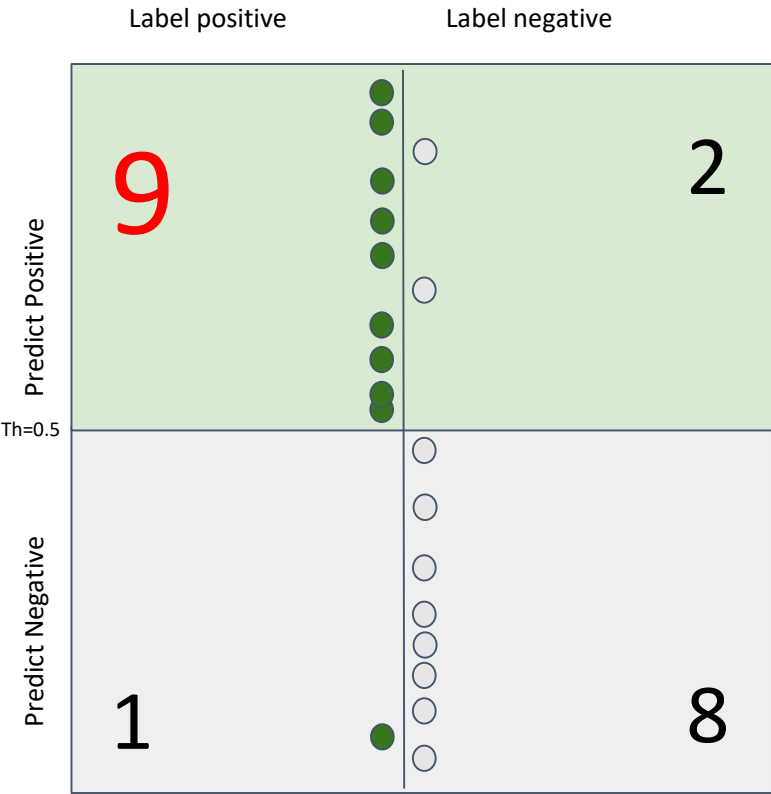 Label positive
Label negative
9
2
Predict Positive
Th=0.5
Predict Negative
1
8